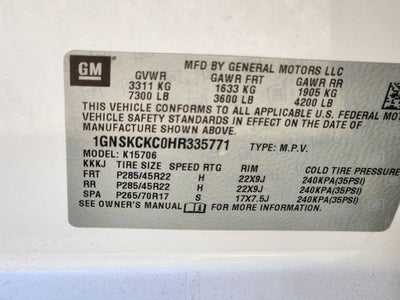 GM
MFD BY GENERAL MOTORS LLC
GVWR GAWR FRT GAWR RR
3311 KG 1633 KG 1905 KG
7300 LB 3600 LB 4200 LB
THIS VEHICLE CONFORMS TO ALL APPLICABLE U.S. FEDERAL MOTOR
VEHICLE SAFETY STANDARDS IN EFFECT ON THE DATE OF
MANUFACTURE SHOWN ABOVE.
1GNSKCKC0HR335771 TYPE: M.P.V.
MODEL: K15706
KKKJ TIRE SIZE SPEED RTG RIM COLD TIRE PRESSURE
FRT P285/45R22 H 22X9J 240KPA(35PSI)
RR P285/45R22 H 22X9J 240KPA(35PSI)
SPA P265/70R17 S 17X7.5J 240KPA(35PSI)
SEE OWNER'S MANUAL FOR ADDITIONAL INFORMATION.